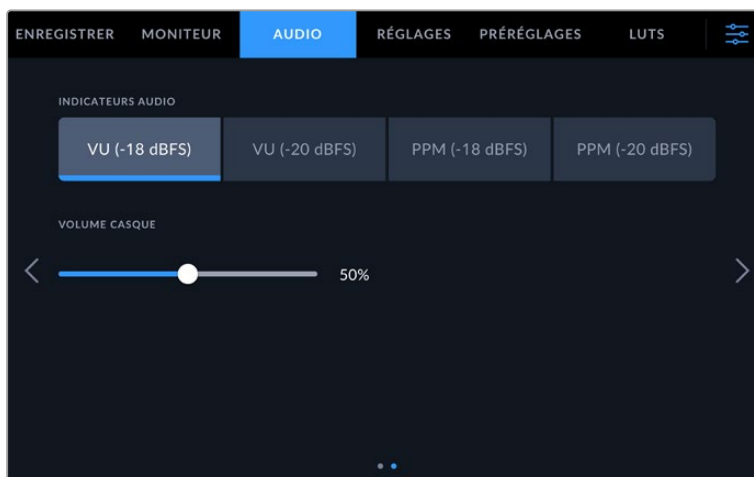 ENREGISTRER MONITEUR AUDIO RÉGLAGES PRÉRÉGLAGES LUTS
INDICATEURS AUDIO
VU (-18 dBFS) VU (-20 dBFS) PPM (-18 dBFS) PPM (-20 dBFS)
VOLUME CASQUE
50%